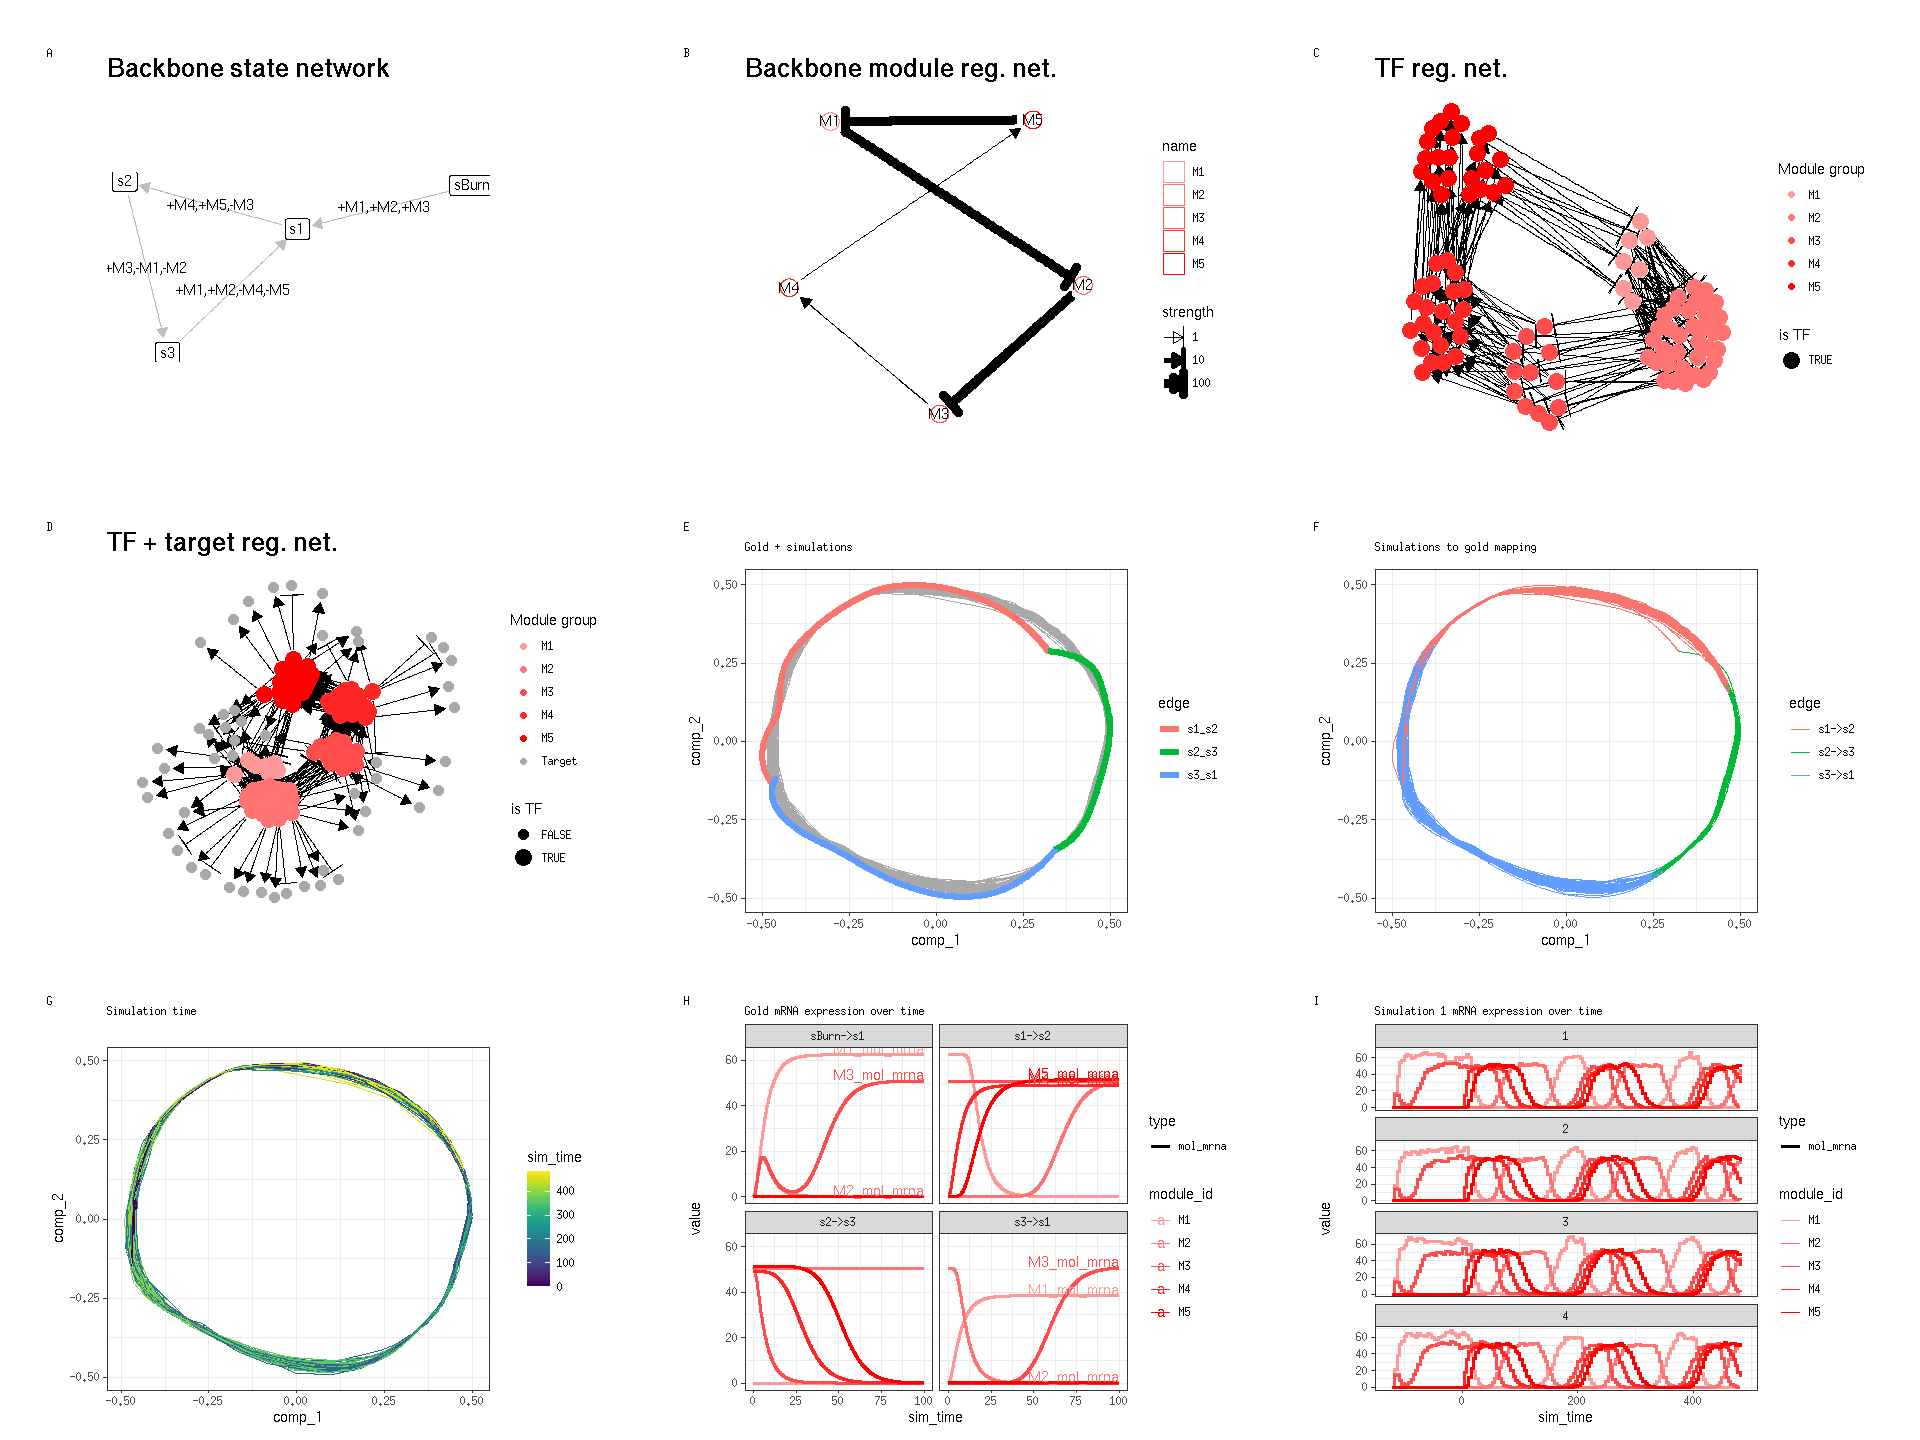 A
Backbone state network
s2
sBurn
+M4,+M5,-M3
+M1,+M2,+M3
s1
+M3,-M1,-M2
+M1,+M2,-M4,-M5
s3
B
Backbone module reg. net.
M1
M5
M2
M4
M3
name
M1
M2
M3
M4
M5
strength
1
10
100
C
TF reg. net.
Module group
M1
M2
M3
M4
M5
is TF
TRUE
D
TF + target reg. net.
Module group
M1
M2
M3
M4
M5
Target
is TF
FALSE
TRUE
E
Gold + simulations
0.50
0.25
0.00
-0.25
-0.50
comp_2
-0.50 -0.25 0.00 0.25 0.50
comp_1
edge
s1_s2
s2_s3
s3_s1
F
Simulations to gold mapping
0.50
0.25
0.00
-0.25
-0.50
comp_2
-0.50 -0.25 0.00 0.25 0.50
comp_1
edge
s1->s2
s2->s3
s3->s1
G
Simulation time
0.50
0.25
0.00
-0.25
-0.50
comp_2
-0.50 -0.25 0.00 0.25 0.50
comp_1
sim_time
400
300
200
100
0
H
Gold mRNA expression over time
sBurn->s1
s1->s2
60
40
20
0
M1_mol_mrna
M3_mol_mrna
M2_mol_mrna
M5_mol_mrna
s2->s3
s3->s1
60
40
20
0
M3_mol_mrna
M1_mol_mrna
M2_mol_mrna
value
0 25 50 75 100
0 25 50 75 100
sim_time
type
mol_mrna
module_id
a M1
a M2
a M3
a M4
a M5
I
Simulation 1 mRNA expression over time
1
60
40
20
0
2
60
40
20
0
3
60
40
20
0
4
60
40
20
0
value
0 200 400
sim_time
type
mol_mrna
module_id
M1
M2
M3
M4
M5